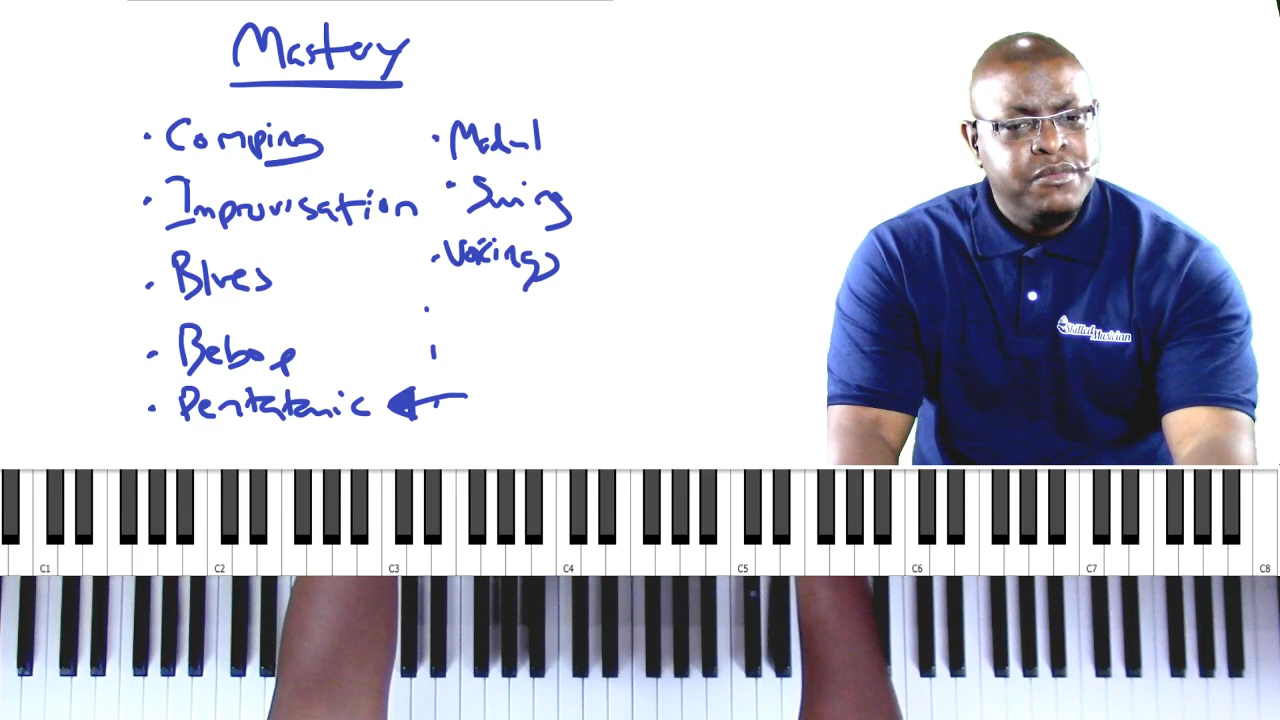 Mastery
• Comping
• Improvisation
• Blues
• Bebop
• Pentatonic
• Modal
• Swing
• Voicings
Skilled Musician
C1 C2 C3 C4 C5 C6 C7 C8